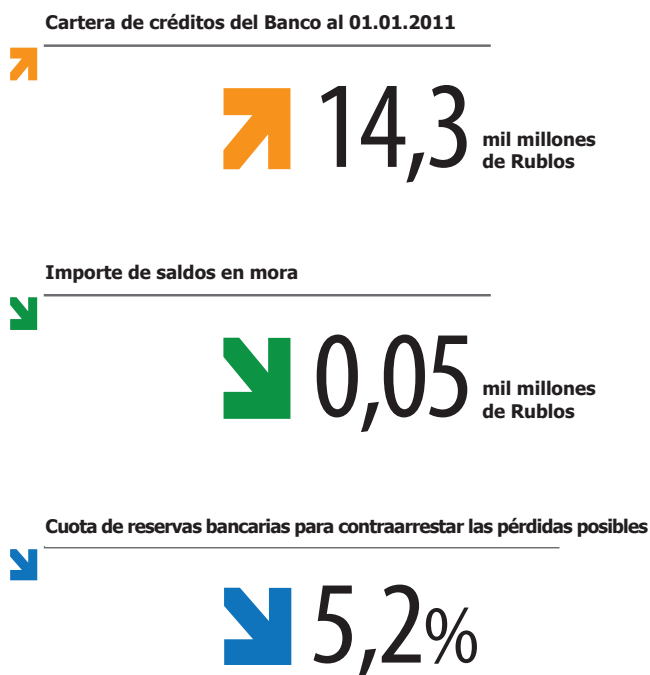 Cartera de créditos del Banco al 01.01.2011
14,3 mil millones
de Rublos
Importe de saldos en mora
0,05 mil millones
de Rublos
Cuota de reservas bancarias para contraarrestar las pérdidas posibles
5,2%